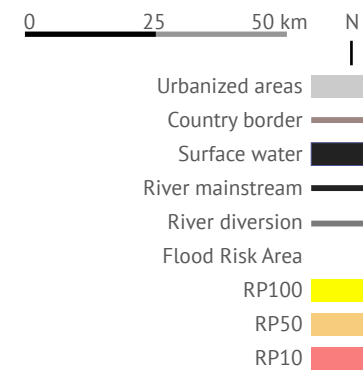 0 25 50 km N
Urbanized areas
Country border
Surface water
River mainstream
River diversion
Flood Risk Area
RP100
RP50
RP10